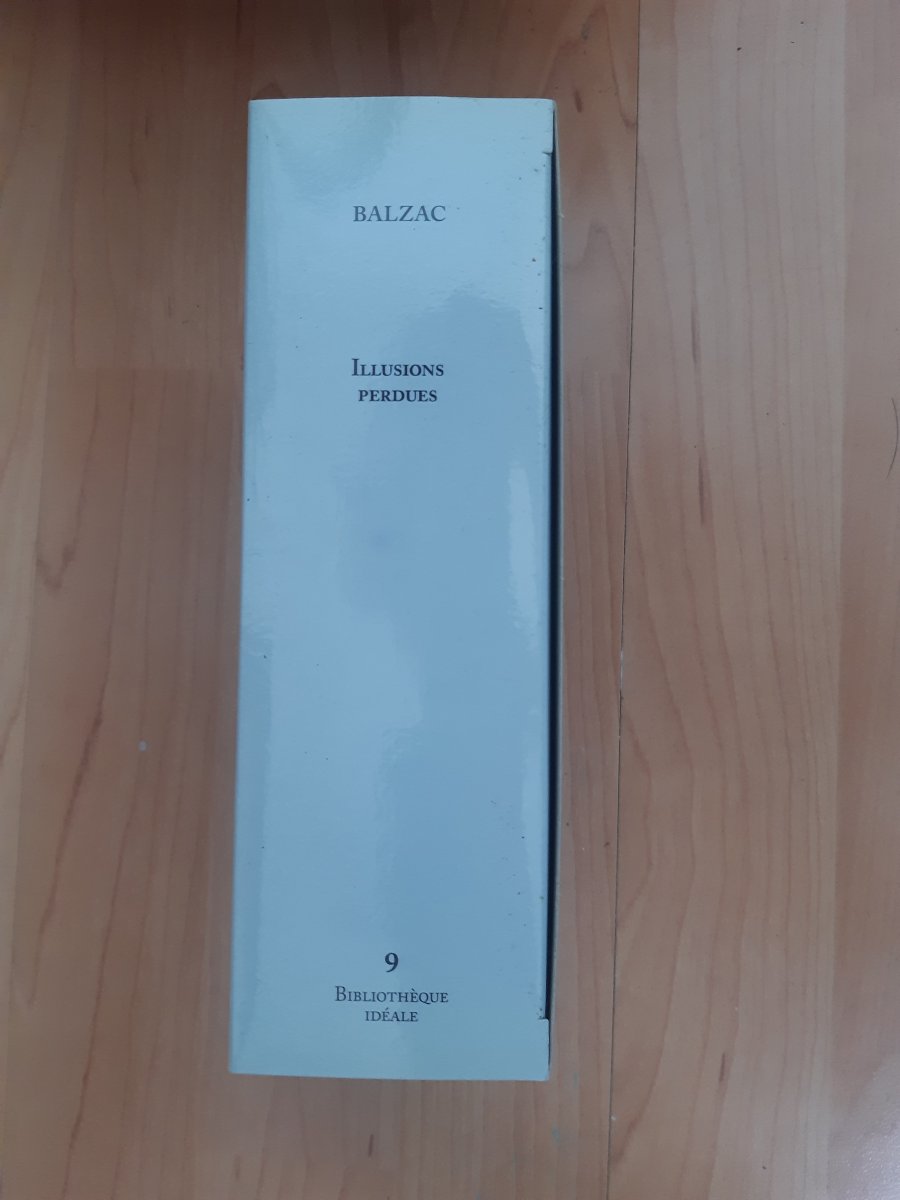 BALZAC
ILLUSIONS
PERDUES
9
BIBLIOTHÈQUE
IDÉALE